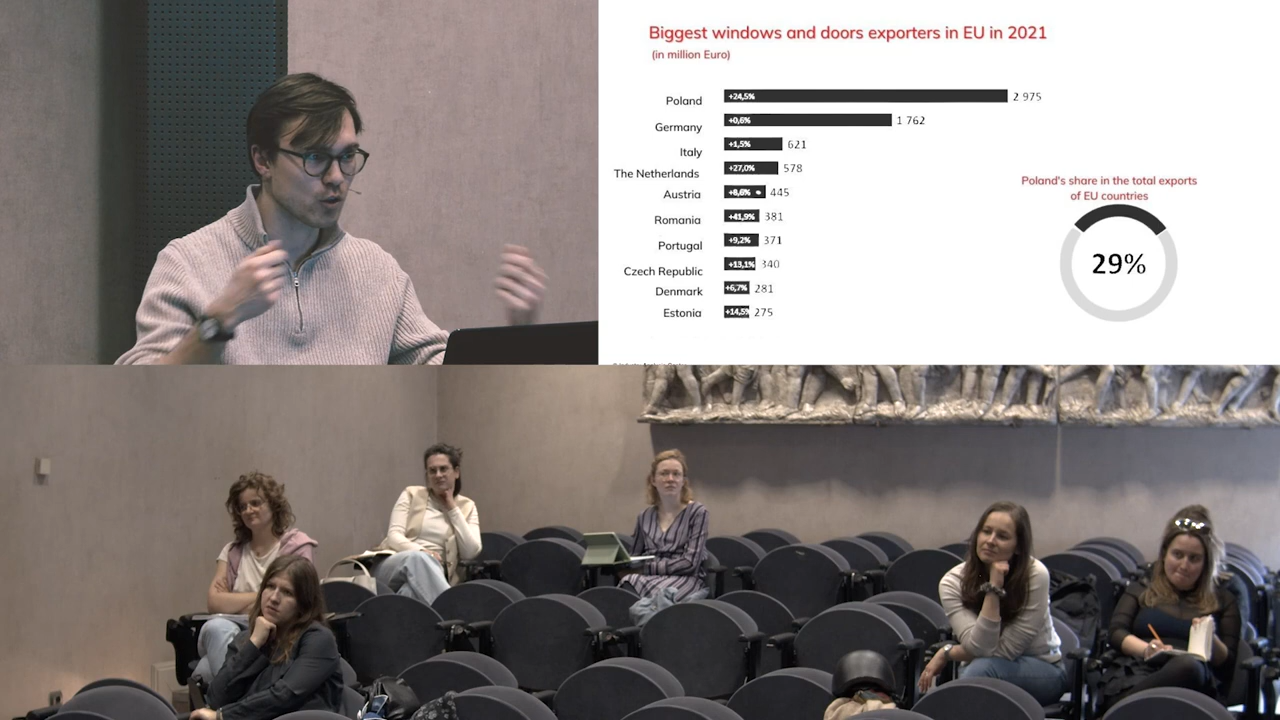 Biggest windows and doors exporters in EU in 2021
(in million Euro)
Poland +24,5% 2 975
Germany +0,6% 1 762
Italy +1,5% 621
The Netherlands +27,0% 578
Austria +8,6% 445
Romania +41,9% 381
Portugal +9,2% 371
Czech Republic +13,1% 340
Denmark +6,7% 281
Estonia +14,5% 275
Poland's share in the total exports
of EU countries
29%